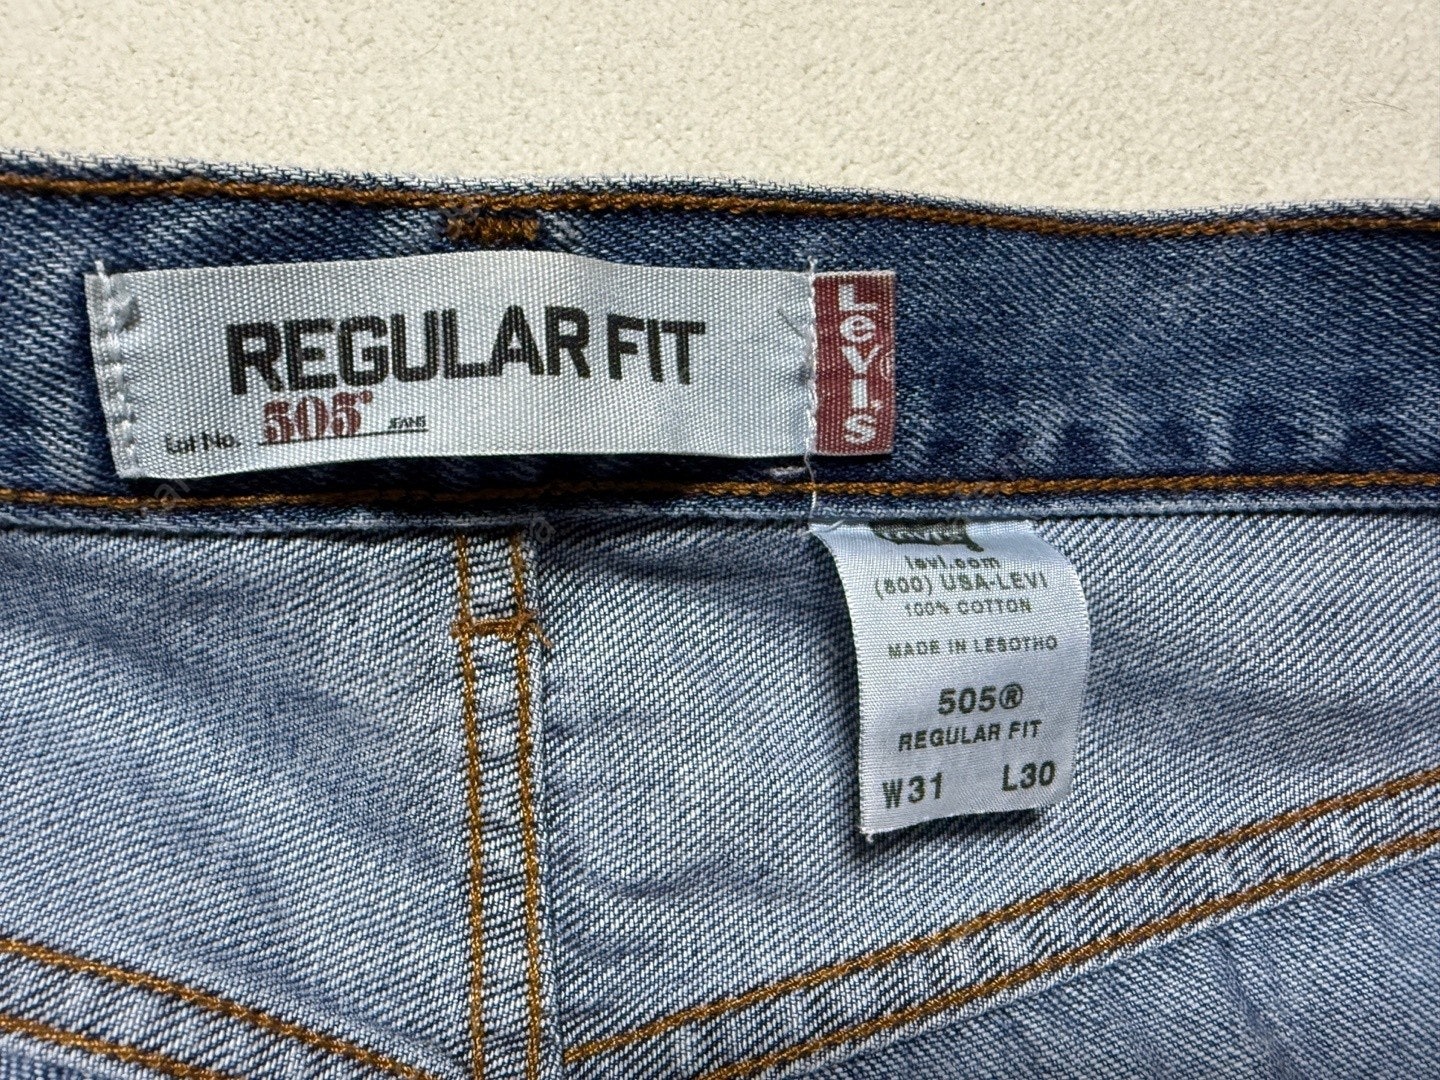 REGULAR FIT
Lot No. 505® JEANS
LeVI'S
levi.com
(800) USA-LEVI
100% COTTON
MADE IN LESOTHO
505®
REGULAR FIT
W31 L30